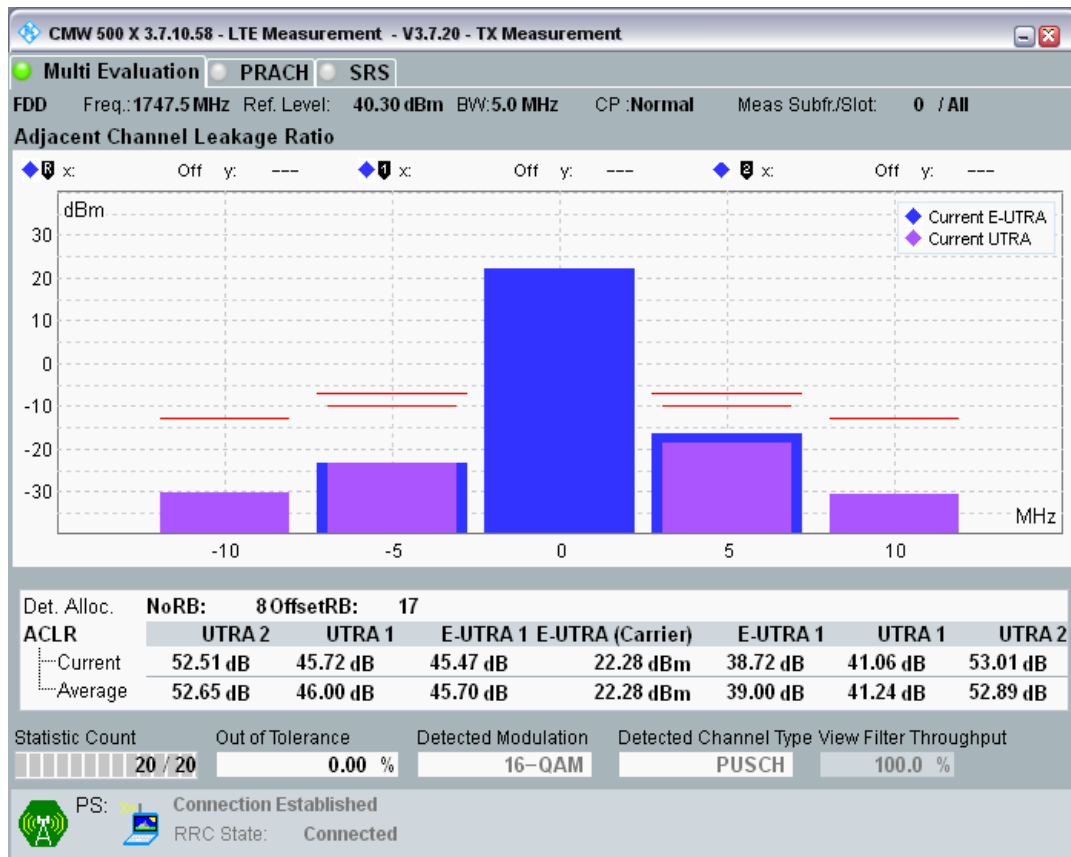 CMW 500 X 3.7.10.58 - LTE Measurement - V3.7.20 - TX Measurement
Multi Evaluation PRACH SRS
FDD Freq.:1747.5 MHz Ref. Level: 40.30 dBm BW:5.0 MHz CP :Normal Meas Subfr./Slot: 0 / All
Adjacent Channel Leakage Ratio
R x: Off y: --- 1 x: Off y: --- 2 x: Off y: ---
dBm
Current E-UTRA
Current UTRA
30
20
10
0
-10
-20
-30
MHz
-10 -5 0 5 10
Det. Alloc. NoRB: 8 OffsetRB: 17
ACLR UTRA 2 UTRA 1 E-UTRA 1 E-UTRA (Carrier) E-UTRA 1 UTRA 1 UTRA 2
Current 52.51 dB 45.72 dB 45.47 dB 22.28 dBm 38.72 dB 41.06 dB 53.01 dB
Average 52.65 dB 46.00 dB 45.70 dB 22.28 dBm 39.00 dB 41.24 dB 52.89 dB
Statistic Count Out of Tolerance Detected Modulation Detected Channel Type View Filter Throughput
20 / 20 0.00 % 16-QAM PUSCH 100.0 %
PS: Connection Established
RRC State: Connected